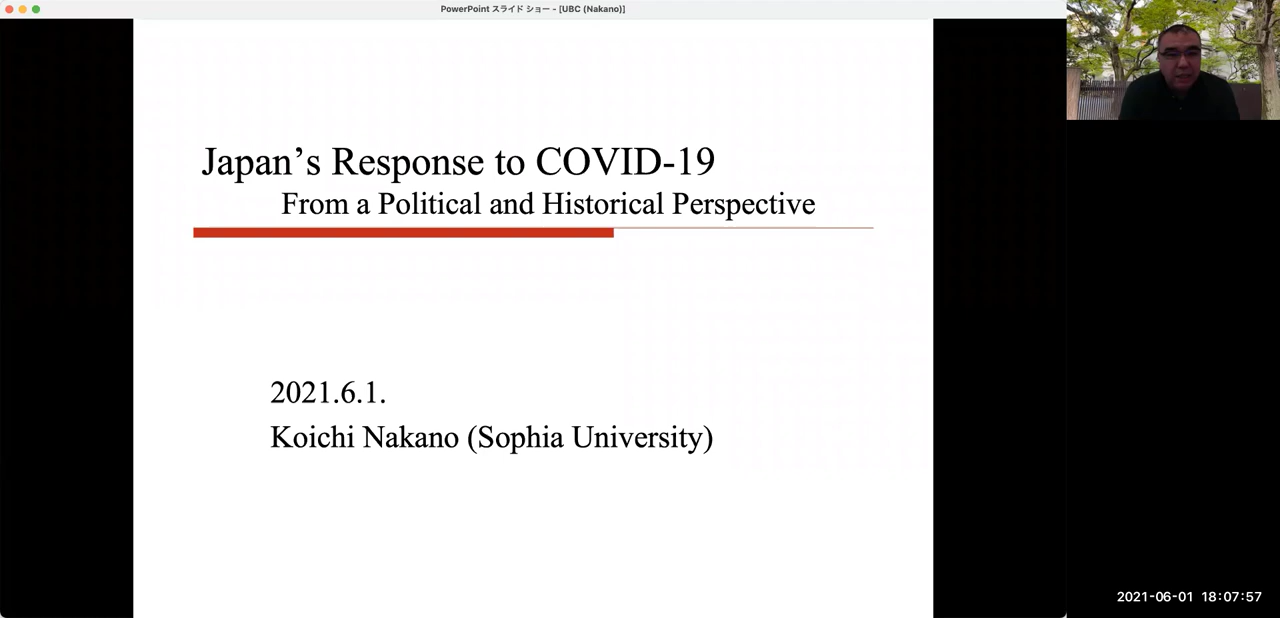 PowerPoint スライド ショー - [UBC (Nakano)]
Japan’s Response to COVID-19
From a Political and Historical Perspective
2021.6.1.
Koichi Nakano (Sophia University)
2021-06-01 18:07:57